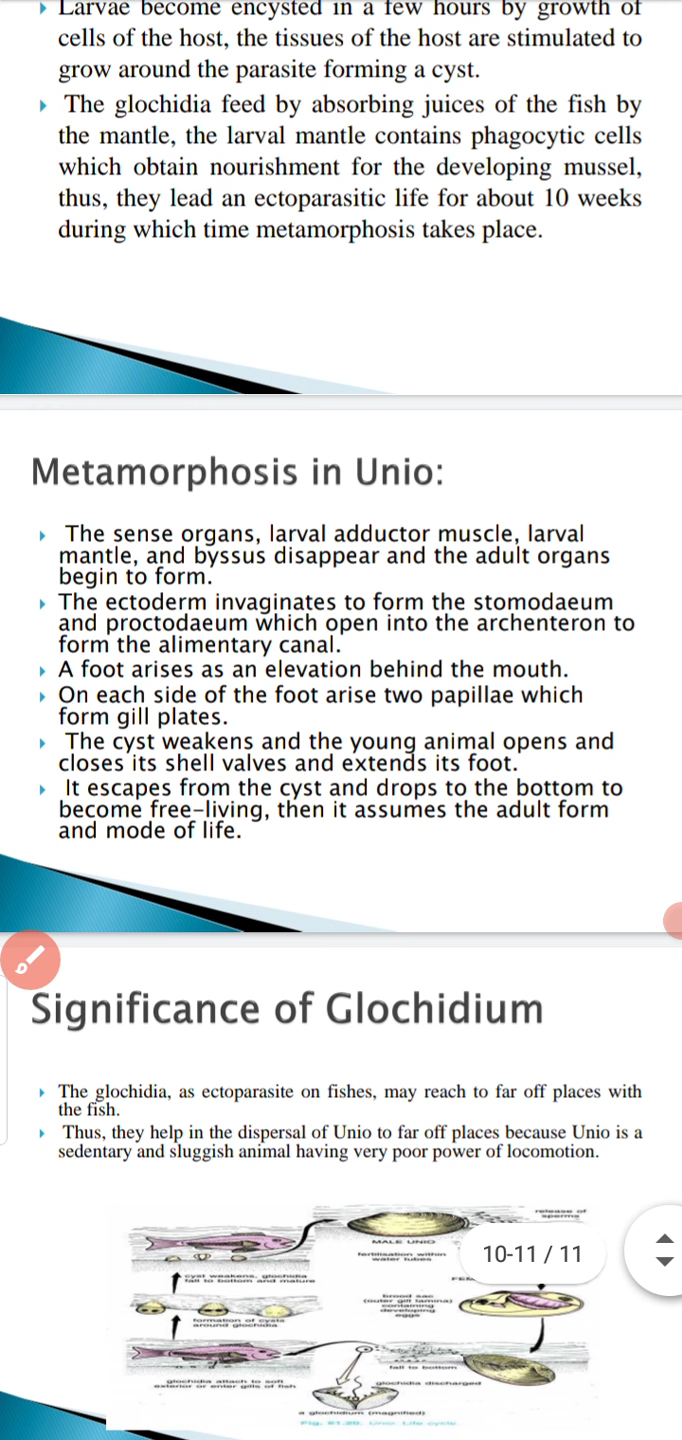 Larvae become encysted in a few hours by growth of
cells of the host, the tissues of the host are stimulated to
grow around the parasite forming a cyst.
The glochidia feed by absorbing juices of the fish by
the mantle, the larval mantle contains phagocytic cells
which obtain nourishment for the developing mussel,
thus, they lead an ectoparasitic life for about 10 weeks
during which time metamorphosis takes place.
Metamorphosis in Unio:
The sense organs, larval adductor muscle, larval
mantle, and byssus disappear and the adult organs
begin to form.
The ectoderm invaginates to form the stomodaeum
and proctodaeum which open into the archenteron to
form the alimentary canal.
A foot arises as an elevation behind the mouth.
On each side of the foot arise two papillae which
form gill plates.
The cyst weakens and the young animal opens and
closes its shell valves and extends its foot.
It escapes from the cyst and drops to the bottom to
become free-living, then it assumes the adult form
and mode of life.
Significance of Glochidium
The glochidia, as ectoparasite on fishes, may reach to far off places with
the fish.
Thus, they help in the dispersal of Unio to far off places because Unio is a
sedentary and sluggish animal having very poor power of locomotion.
release of
sperms
MALE UNIO
fertilisation within
water tubes
10-11 / 11
cyst weakens, glochidia
fall to bottom and mature
brood sac
(outer gill lamina)
containing
developing
eggs
formation of cysts
around glochidia
fall to bottom
glochidia attach to soft
exterior or enter gills of fish
glochidia discharged
a glochidium (magnified)
Unio. Life cycle